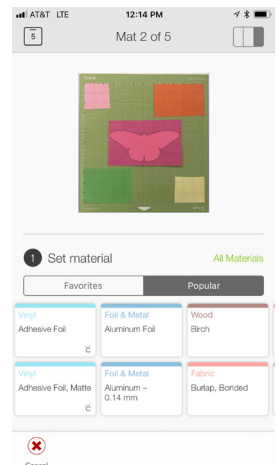 AT&T LTE 12:14 PM
5 Mat 2 of 5
1 Set material All Materials
Favorites Popular
Vinyl Foil & Metal Wood
Adhesive Foil Aluminum Foil Birch
Vinyl Foil & Metal Fabric
Adhesive Foil, Matte Aluminum – Burlap, Bonded
0.14 mm
Cancel